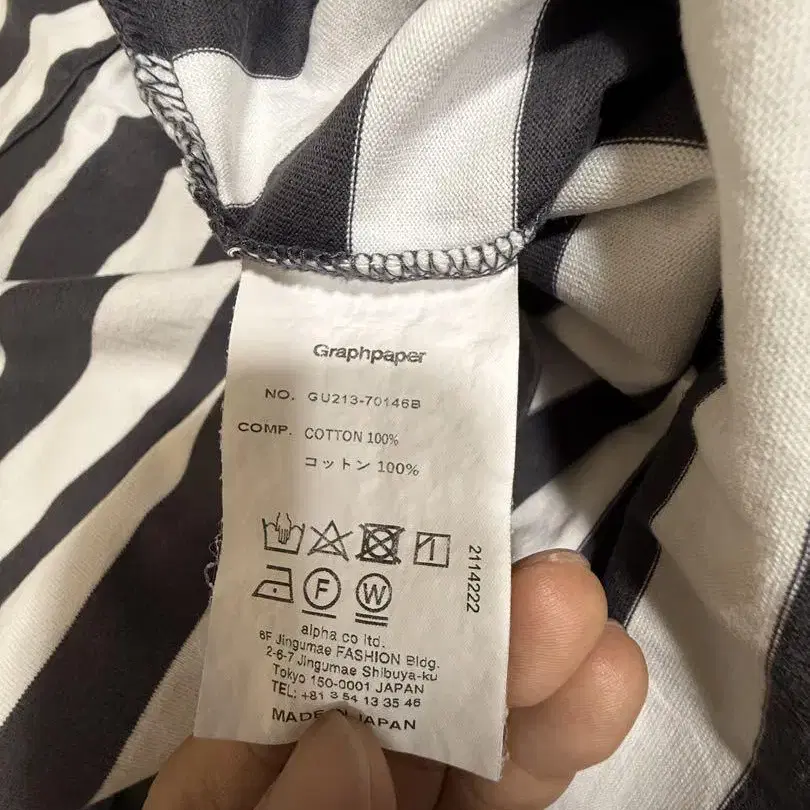 Graphpaper
NO. GU213-70146B
COMP. COTTON 100%
コットン 100%
2114222
F W
alpha co ltd.
6F Jingumae FASHION Bldg.
2-6-7 Jingumae Shibuya-ku
Tokyo 150-0001 JAPAN
TEL: +81 3 54 13 35 46
MADE IN JAPAN